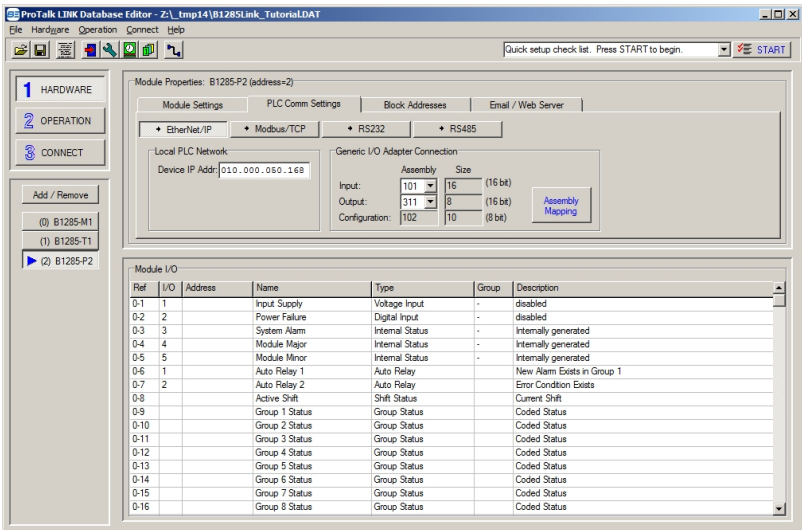 ProTalk LINK Database Editor - Z:\_tmp14\B1285Link_Tutorial.DAT
File Hardware Operation Connect Help
Quick setup check list. Press START to begin. START
1 HARDWARE
2 OPERATION
3 CONNECT
Add / Remove
(0) B1285-M1
(1) B1285-T1
(2) B1285-P2
Module Properties: B1285-P2 (address=2)
Module Settings PLC Comm Settings Block Addresses Email / Web Server
EtherNet/IP Modbus/TCP RS232 RS485
Local PLC Network
Device IP Addr: 010.000.050.168
Generic I/O Adapter Connection
Assembly Size
Input: 101 16 (16 bit)
Output: 311 8 (16 bit)
Configuration: 102 10 (8 bit)
Assembly Mapping
Module I/O
Ref I/O Address Name Type Group Description
0-1 1 Input Supply Voltage Input - disabled
0-2 2 Power Failure Digital Input - disabled
0-3 3 System Alarm Internal Status - Internally generated
0-4 4 Module Major Internal Status - Internally generated
0-5 5 Module Minor Internal Status - Internally generated
0-6 1 Auto Relay 1 Auto Relay New Alarm Exists in Group 1
0-7 2 Auto Relay 2 Auto Relay Error Condition Exists
0-8 Active Shift Shift Status Current Shift
0-9 Group 1 Status Group Status Coded Status
0-10 Group 2 Status Group Status Coded Status
0-11 Group 3 Status Group Status Coded Status
0-12 Group 4 Status Group Status Coded Status
0-13 Group 5 Status Group Status Coded Status
0-14 Group 6 Status Group Status Coded Status
0-15 Group 7 Status Group Status Coded Status
0-16 Group 8 Status Group Status Coded Status